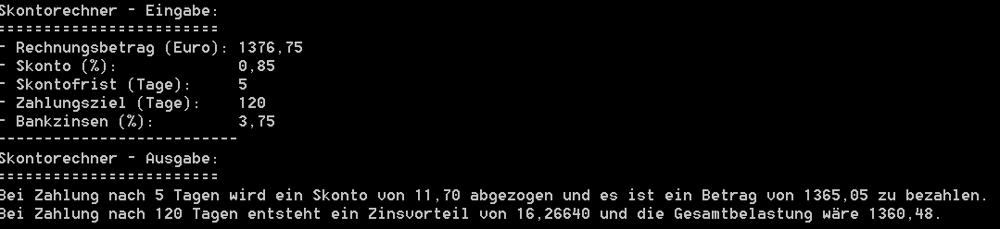 Skontorechner - Eingabe:
========================
- Rechnungsbetrag (Euro): 1376,75
- Skonto (%): 0,85
- Skontofrist (Tage): 5
- Zahlungsziel (Tage): 120
- Bankzinsen (%): 3,75
--------------------------
Skontorechner - Ausgabe:
========================
Bei Zahlung nach 5 Tagen wird ein Skonto von 11,70 abgezogen und es ist ein Betrag von 1365,05 zu bezahlen.
Bei Zahlung nach 120 Tagen entsteht ein Zinsvorteil von 16,26640 und die Gesamtbelastung wäre 1360,48.